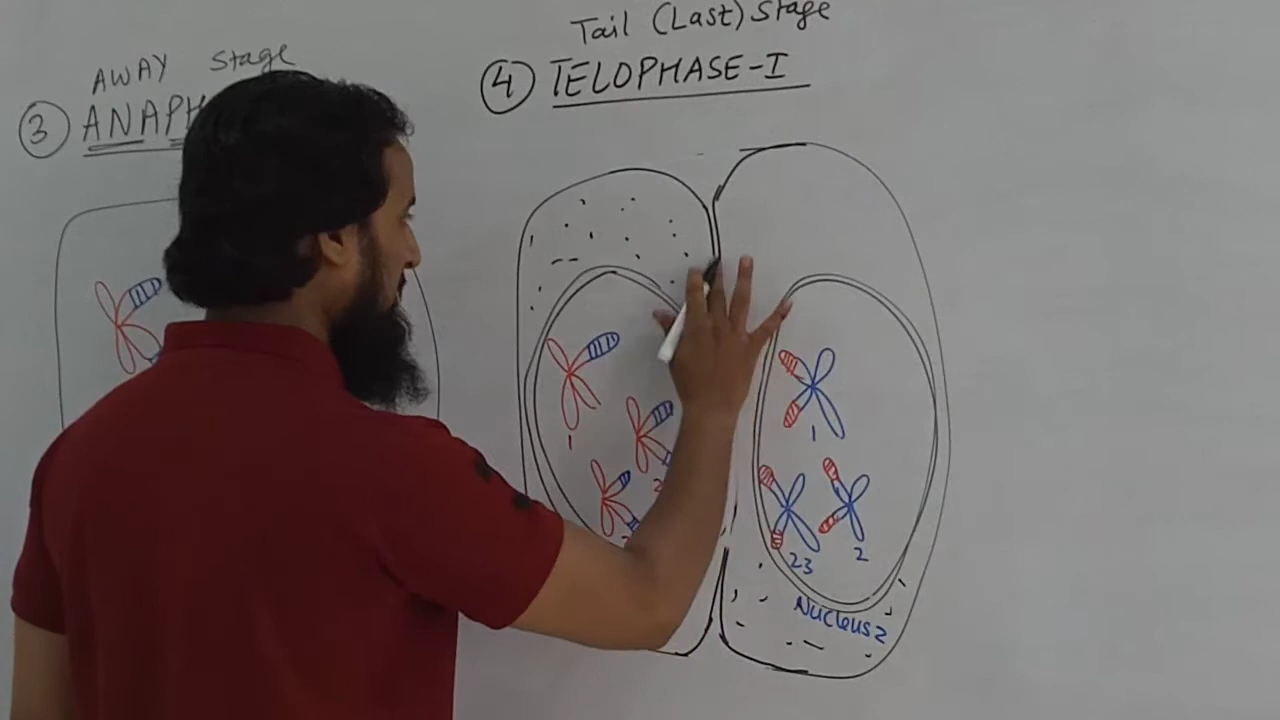 AWAY Stage
③ ANAPH
Tail (Last) Stage
④ TELOPHASE-I
1
2
1
23
2
Nucleus 2